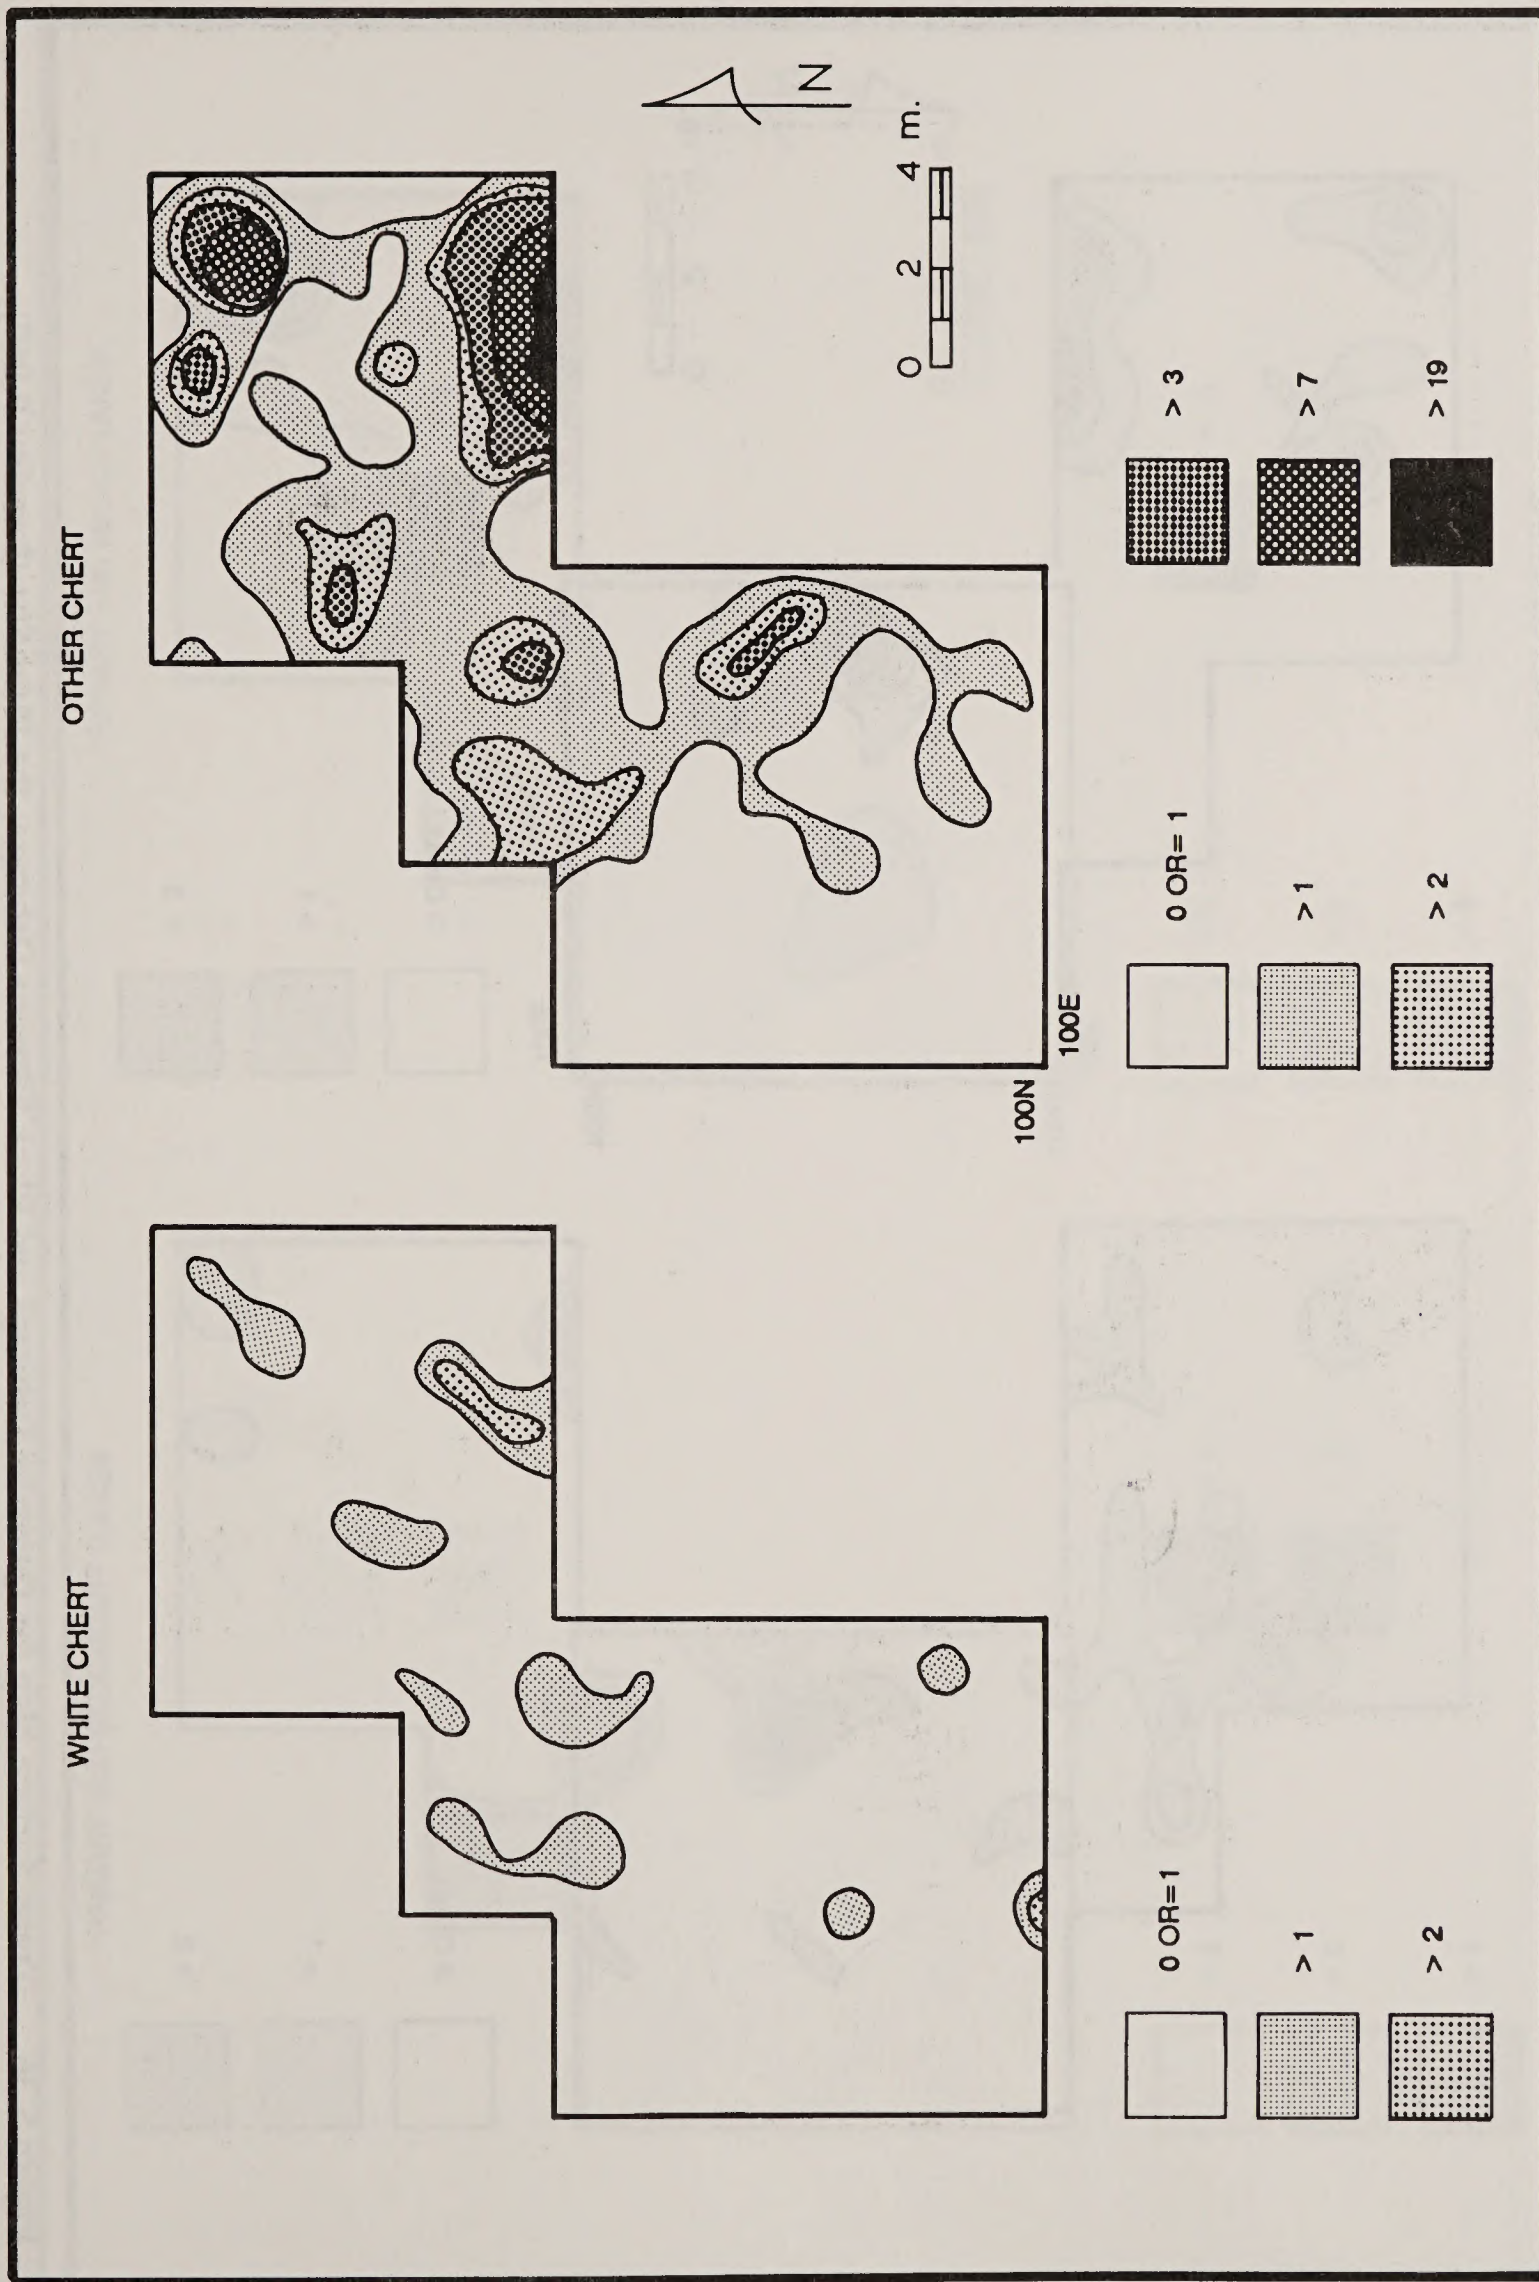 WHITE CHERT
0 OR=1
> 1
> 2
OTHER CHERT
N
0 2 4 m.
100N
100E
0 OR= 1
> 1
> 2
> 3
> 7
> 19